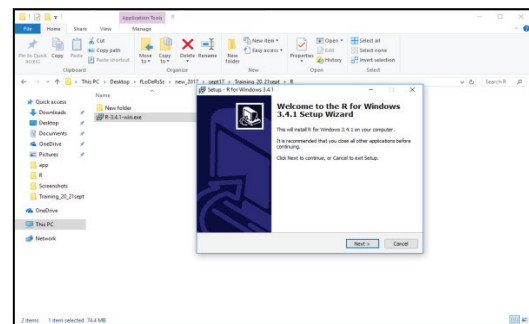 Application Tools
File Home Share View Manage
Pin to Quick access
Copy
Paste
Cut
Copy path
Paste shortcut
Move to
Copy to
Delete
Rename
New folder
New item
Easy access
Properties
Open
Edit
History
Select all
Select none
Invert selection
Clipboard Organize New Open Select
This PC > Desktop > new_2017 > sept17 > Training_20_21sept > R
Search R
Name
Quick access
Downloads
Desktop
Documents
OneDrive
Pictures
app
R
Screenshots
Training_20_21sept
OneDrive
This PC
Network
New folder
R-3.4.1-win.exe
Setup - R for Windows 3.4.1
Welcome to the R for Windows
3.4.1 Setup Wizard
This will install R for Windows 3.4.1 on your computer.
It is recommended that you close all other applications before
continuing.
Click Next to continue, or Cancel to exit Setup.
Next >
Cancel
2 items 1 item selected 74.4 MB